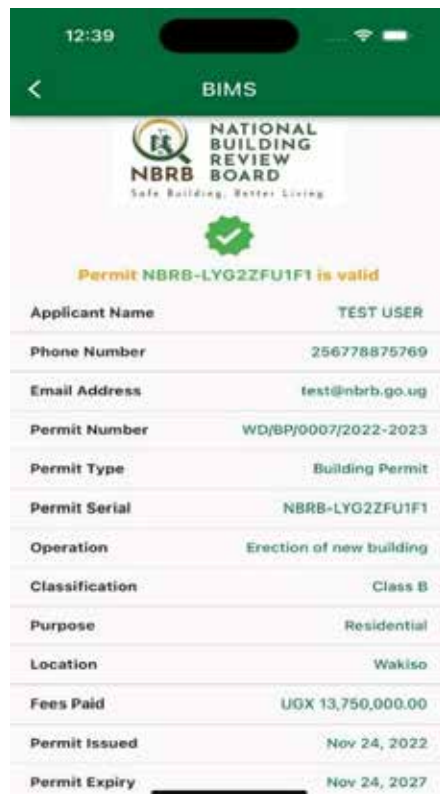 12:39
BIMS
NBRB
NATIONAL
BUILDING
REVIEW
BOARD
Safe Building, Better Living
Permit NBRB-LYG2ZFU1F1 is valid
Applicant Name TEST USER
Phone Number 256778875769
Email Address test@nbrb.go.ug
Permit Number WD/BP/0007/2022-2023
Permit Type Building Permit
Permit Serial NBRB-LYG2ZFU1F1
Operation Erection of new building
Classification Class B
Purpose Residential
Location Wakiso
Fees Paid UGX 13,750,000.00
Permit Issued Nov 24, 2022
Permit Expiry Nov 24, 2027